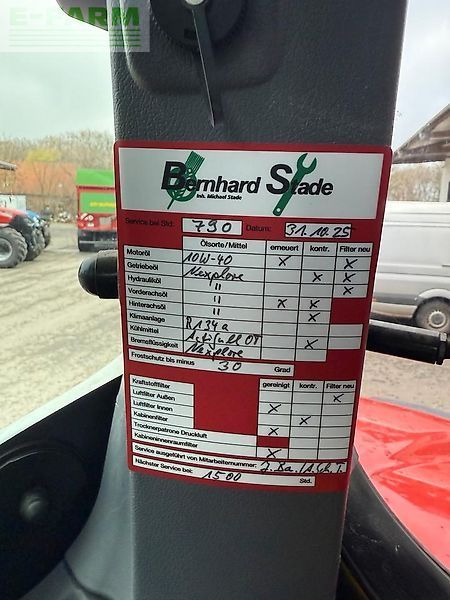 E-FARM
Bernhard Stade
Inh. Michael Stade
Service bei Std. 790 Datum: 31.10.25
Ölsorte/Mittel erneuert kontr. Filter neu
Motoröl 10W-40 x x
Getriebeöl Nexplore x x
Hydrauliköl " x x
Vorderachsöl "
Hinterachsöl " x x
Klimaanlage R134a x
Kühlmittel
Bremsflüssigkeit Nexplore
Frostschutz bis minus 30 Grad
gereinigt kontr. Filter neu
Kraftstofffilter
Luftfilter Außen x
Luftfilter Innen x
Kabinenfilter x
Trocknerpatrone Druckluft x
Kabineninnenraumfilter
Service ausgeführt von Mitarbeiternummer:
Nächster Service bei: 1500 Std.